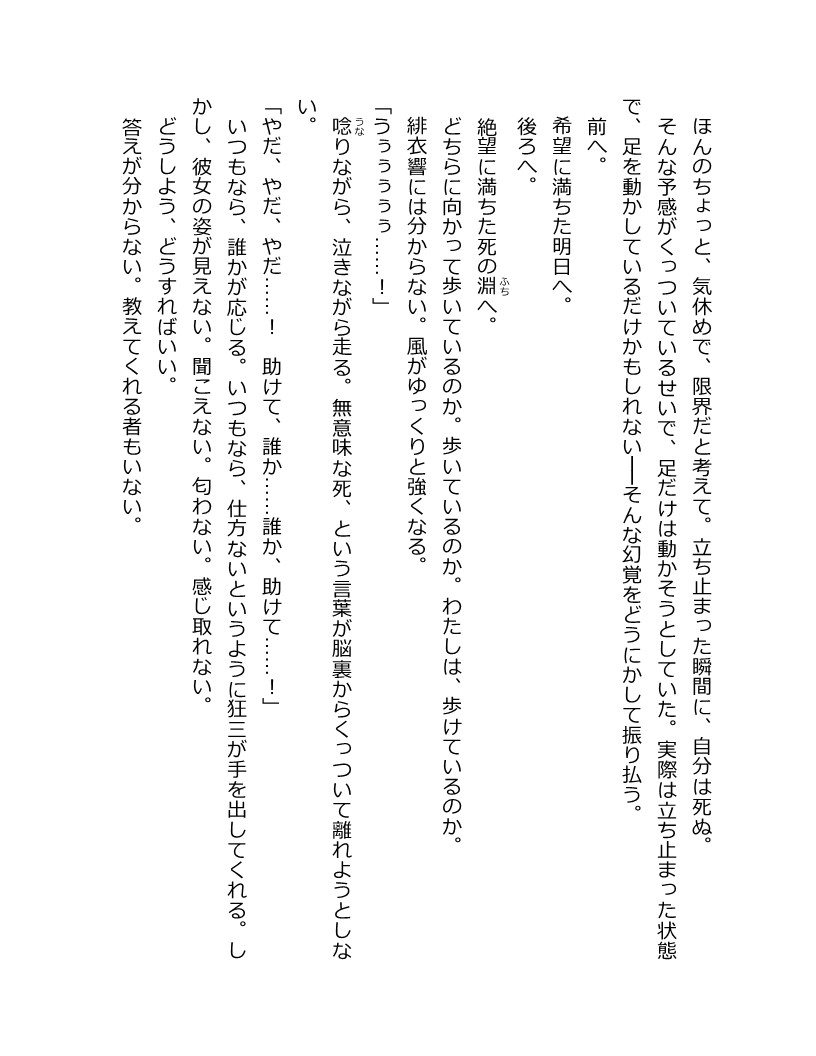 ほんのちょっと、気休めで、限界だと考えて。立ち止まった瞬間に、自分は死ぬ。
そんな予感がくっついているせいで、足だけは動かそうとしていた。実際は立ち止まった状態
で、足を動かしているだけかもしれない──そんな幻覚をどうにかして振り払う。
前へ。
希望に満ちた明日へ。
後ろへ。
絶望に満ちた死の淵へ。
どちらに向かって歩いているのか。歩いているのか。わたしは、歩けているのか。
緋衣響には分からない。風がゆっくりと強くなる。
「うぅぅぅぅぅ……！」
唸りながら、泣きながら走る。無意味な死、という言葉が脳裏からくっついて離れようとしな
い。
「やだ、やだ、やだ……！　助けて、誰か……誰か、助けて……！」
いつもなら、誰かが応じる。いつもなら、仕方ないというように狂三が手を出してくれる。し
かし、彼女の姿が見えない。聞こえない。匂わない。感じ取れない。
どうしよう、どうすればいい。
答えが分からない。教えてくれる者もいない。